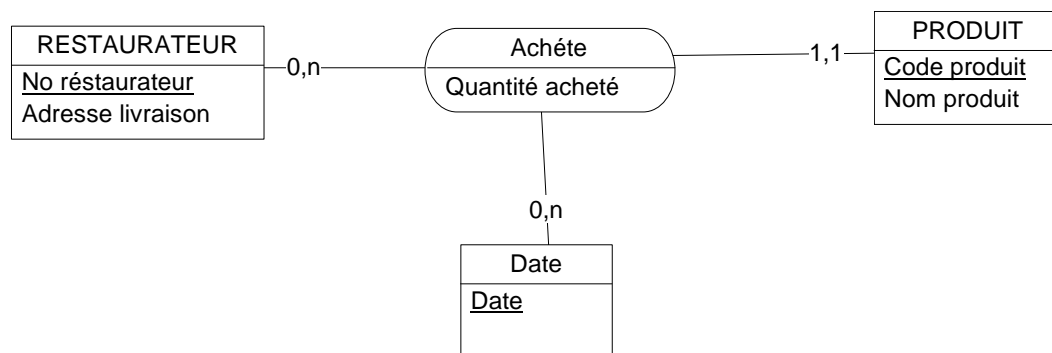 RESTAURATEUR
No réstaurateur
Adresse livraison
0,n
Achéte
Quantité acheté
1,1
PRODUIT
Code produit
Nom produit
0,n
Date
Date